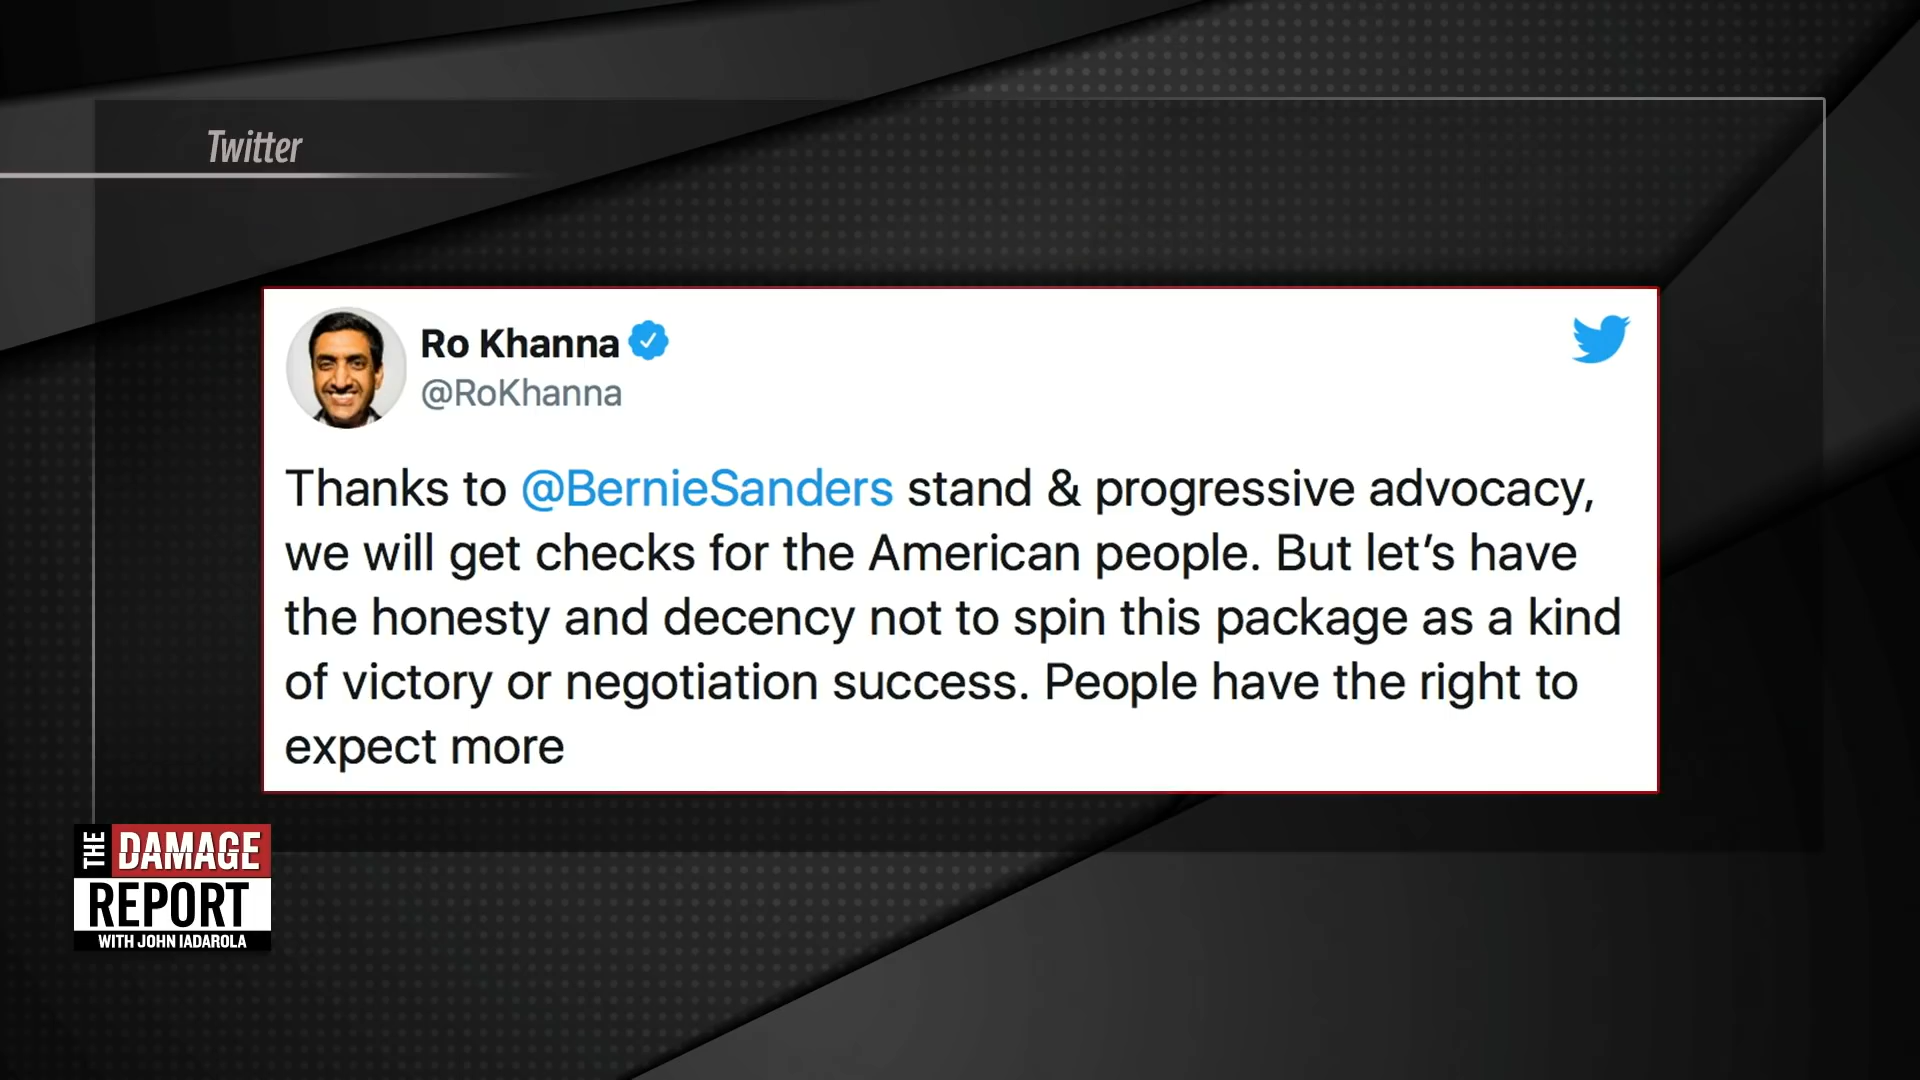 Twitter
Ro Khanna
@RoKhanna
Thanks to @BernieSanders stand & progressive advocacy,
we will get checks for the American people. But let’s have
the honesty and decency not to spin this package as a kind
of victory or negotiation success. People have the right to
expect more
THE DAMAGE
REPORT
WITH JOHN IADAROLA